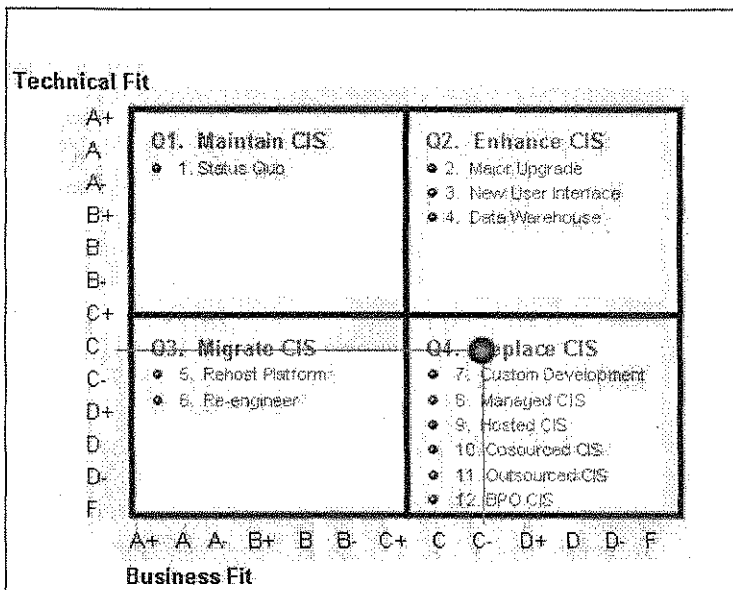 Technical Fit
A+
A
A-
B+
B
B-
C+
C
C-
D+
D
D-
F
Q1. Maintain CIS
1. Status Quo
Q2. Enhance CIS
2. Major Upgrade
3. New User Interface
4. Data Warehouse
Q3. Migrate CIS
5. Rehost Platform
6. Re-engineer
Q4. Replace CIS
7. Custom Development
8. Managed CIS
9. Hosted CIS
10. Cosourced CIS
11. Outsourced CIS
12. BPO CIS
A+ A A- B+ B B- C+ C C- D+ D D- F
Business Fit